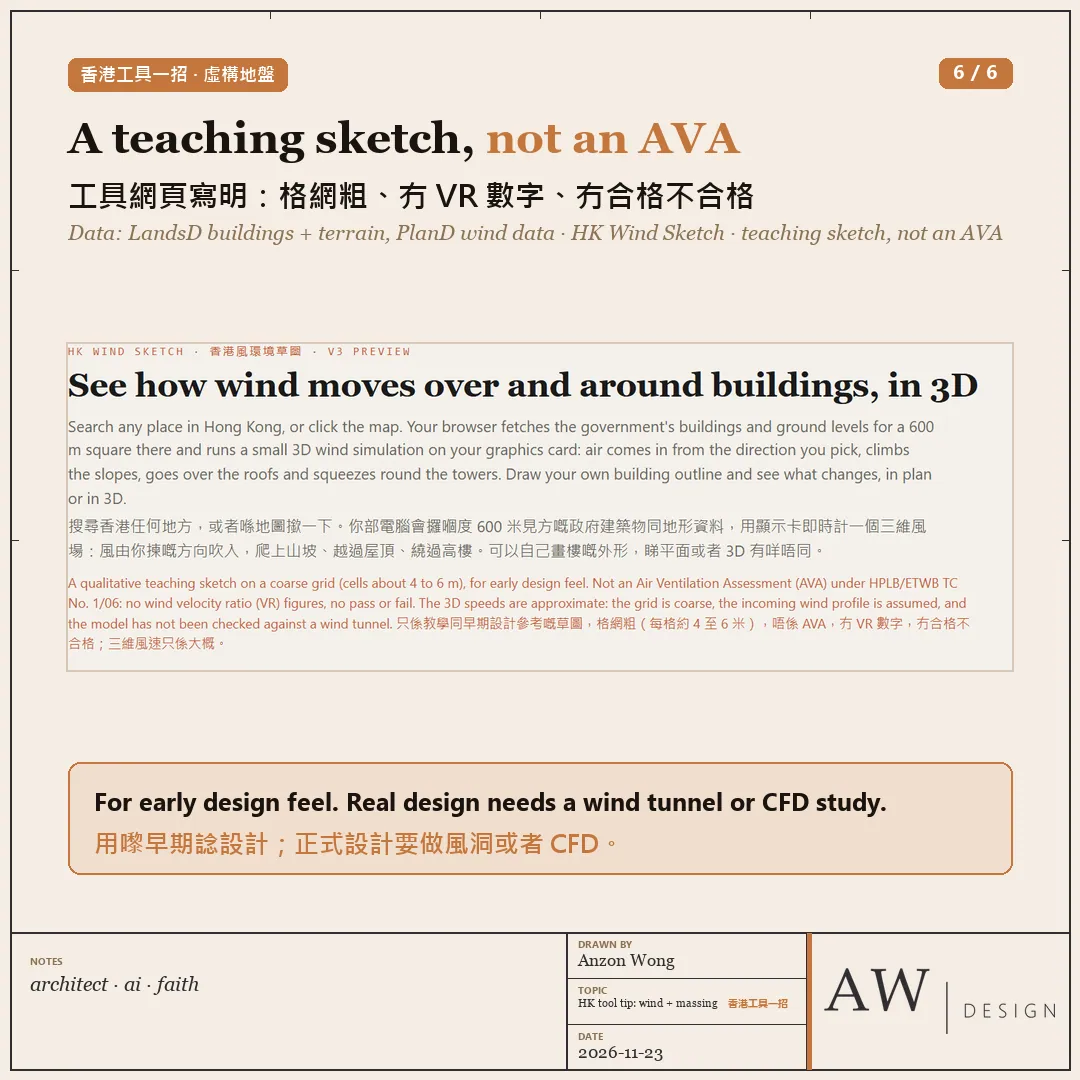 香港工具一招 · 虛構地盤
6 / 6
A teaching sketch, not an AVA
工具網頁寫明：格網粗、冇 VR 數字、冇合格不合格
Data: LandsD buildings + terrain, PlanD wind data · HK Wind Sketch · teaching sketch, not an AVA
HK WIND SKETCH · 香港風環境草圖 · V3 PREVIEW
See how wind moves over and around buildings, in 3D
Search any place in Hong Kong, or click the map. Your browser fetches the government's buildings and ground levels for a 600
m square there and runs a small 3D wind simulation on your graphics card: air comes in from the direction you pick, climbs
the slopes, goes over the roofs and squeezes round the towers. Draw your own building outline and see what changes, in plan
or in 3D.
搜尋香港任何地方，或者喺地圖撳一下。你部電腦會攞嗰度 600 米見方嘅政府建築物同地形資料，用顯示卡即時計一個三維風
場：風由你揀嘅方向吹入，爬上山坡、越過屋頂、繞過高樓。可以自己畫樓嘅外形，睇平面或者 3D 有咩唔同。
A qualitative teaching sketch on a coarse grid (cells about 4 to 6 m), for early design feel. Not an Air Ventilation Assessment (AVA) under HPLB/ETWB TC
No. 1/06: no wind velocity ratio (VR) figures, no pass or fail. The 3D speeds are approximate: the grid is coarse, the incoming wind profile is assumed, and
the model has not been checked against a wind tunnel. 只係教學同早期設計參考嘅草圖，格網粗（每格約 4 至 6 米），唔係 AVA，冇 VR 數字，冇合格不
合格；三維風速只係大概。
For early design feel. Real design needs a wind tunnel or CFD study.
用嚟早期諗設計；正式設計要做風洞或者 CFD。
NOTES
architect · ai · faith
DRAWN BY
Anzon Wong
TOPIC
HK tool tip: wind + massing 香港工具一招
DATE
2026-11-23
AW DESIGN